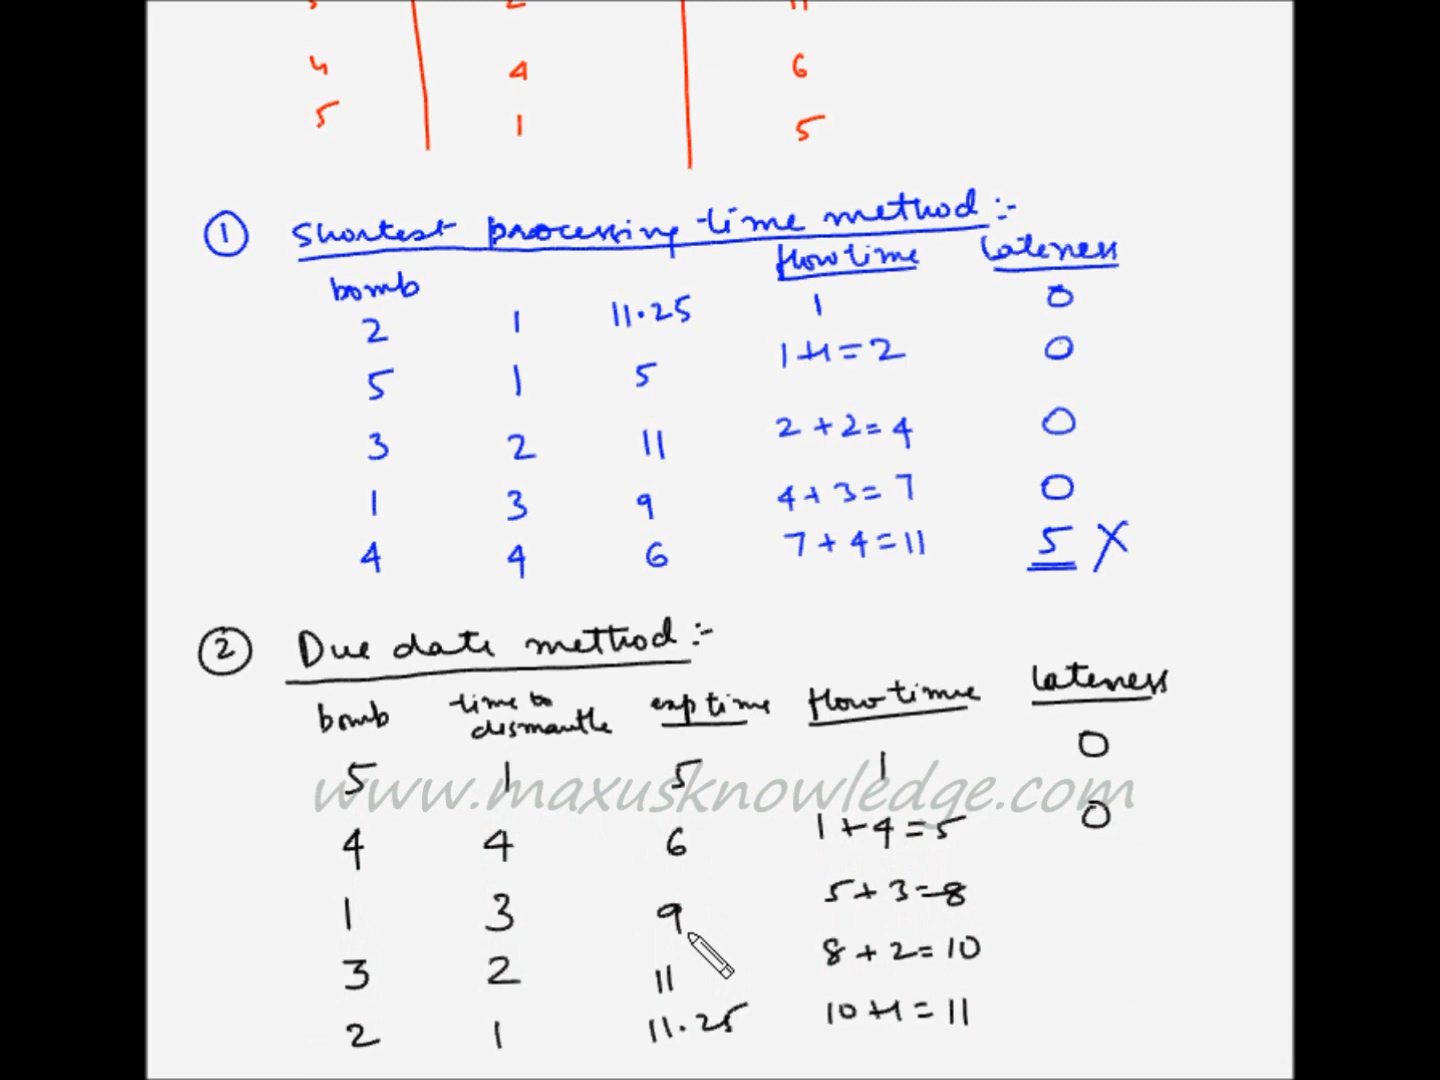 4 4 6
5 1 5
1 Shortest processing time method :-
bomb flowtime lateness
2 1 11.25 1 0
5 1 5 1+1=2 0
3 2 11 2+2=4 0
1 3 9 4+3=7 0
4 4 6 7+4=11 5 X
2 Due date method :-
bomb time to dismantle exp time flowtime lateness
5 1 5 1 0
www.maxusknowledge.com
4 4 6 1+4=5 0
1 3 9 5+3=8
3 2 11 8+2=10
2 1 11.25 10+1=11